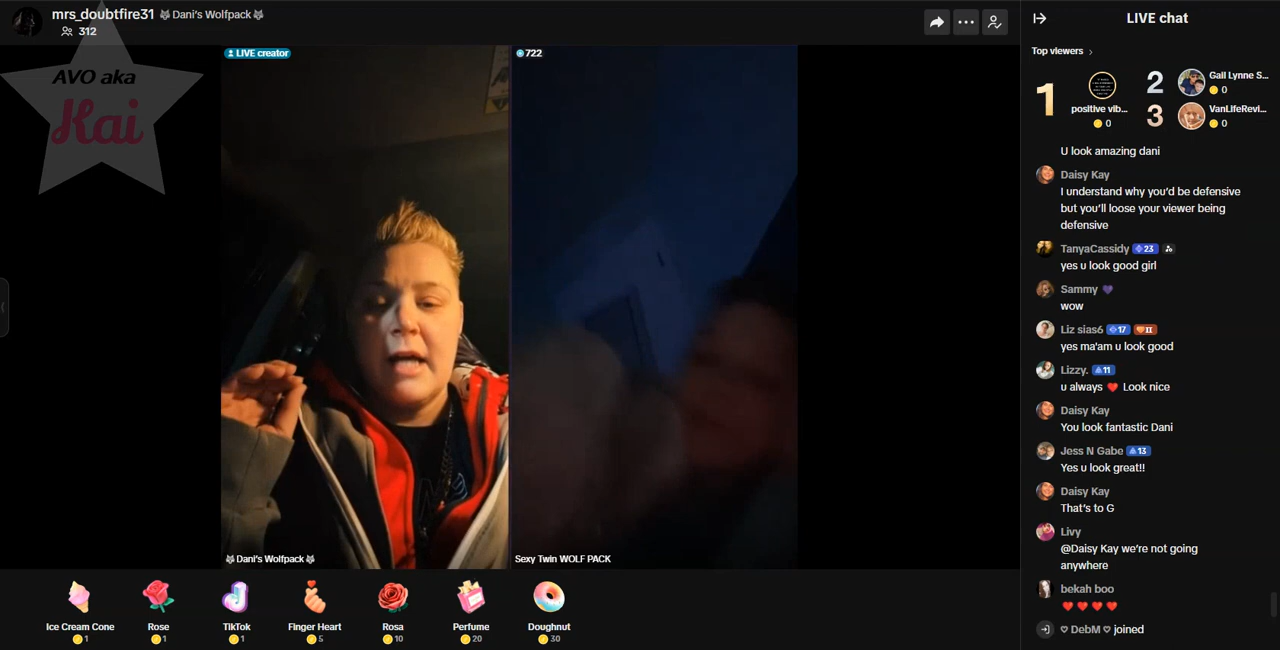 mrs_doubtfire31 🐺Dani's Wolfpack🐺
312
AVO aka
Kai
LIVE creator
722
🐺Dani's Wolfpack🐺
Sexy Twin WOLF PACK
Ice Cream Cone
1
Rose
1
TikTok
1
Finger Heart
5
Rosa
10
Perfume
20
Doughnut
30
LIVE chat
Top viewers
1
positive vib...
0
2
Gail Lynne S...
0
3
VanLIfeRevi...
0
U look amazing dani
Daisy Kay
I understand why you'd be defensive
but you'll loose your viewer being
defensive
TanyaCassidy 23
yes u look good girl
Sammy 💜
wow
Liz sias6 17 II
yes ma'am u look good
Lizzy. 11
u always ❤️ Look nice
Daisy Kay
You look fantastic Dani
Jess N Gabe 13
Yes u look great!!
Daisy Kay
That's to G
Livy
@Daisy Kay we're not going
anywhere
bekah boo
❤️❤️❤️❤️
♡ DebM ♡ joined